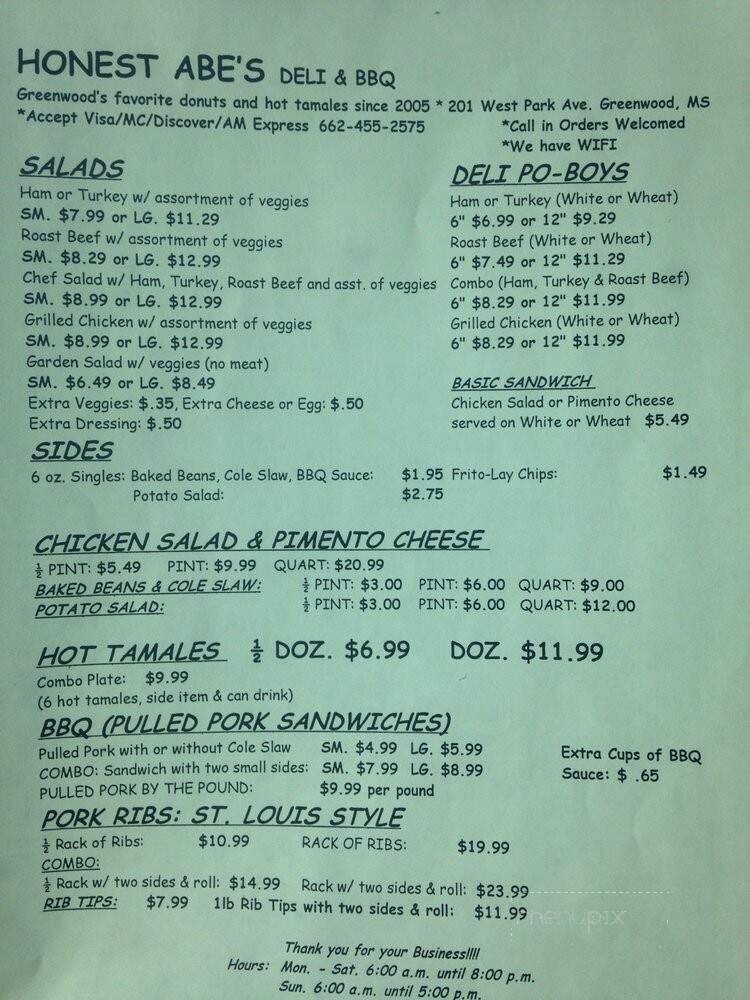 HONEST ABE'S DELI & BBQ
Greenwood's favorite donuts and hot tamales since 2005 * 201 West Park Ave. Greenwood, MS
*Accept Visa/MC/Discover/AM Express 662-455-2575 *Call in Orders Welcomed
*We have WIFI
SALADS
Ham or Turkey w/ assortment of veggies
SM. $7.99 or LG. $11.29
Roast Beef w/ assortment of veggies
SM. $8.29 or LG. $12.99
Chef Salad w/ Ham, Turkey, Roast Beef and asst. of veggies
SM. $8.99 or LG. $12.99
Grilled Chicken w/ assortment of veggies
SM. $8.99 or LG. $12.99
Garden Salad w/ veggies (no meat)
SM. $6.49 or LG. $8.49
Extra Veggies: $.35, Extra Cheese or Egg: $.50
Extra Dressing: $.50
DELI PO-BOYS
Ham or Turkey (White or Wheat)
6" $6.99 or 12" $9.29
Roast Beef (White or Wheat)
6" $7.49 or 12" $11.29
Combo (Ham, Turkey & Roast Beef)
6" $8.29 or 12" $11.99
Grilled Chicken (White or Wheat)
6" $8.29 or 12" $11.99
BASIC SANDWICH
Chicken Salad or Pimento Cheese
served on White or Wheat $5.49
SIDES
6 oz. Singles: Baked Beans, Cole Slaw, BBQ Sauce: $1.95 Frito-Lay Chips: $1.49
Potato Salad: $2.75
CHICKEN SALAD & PIMENTO CHEESE
½ PINT: $5.49 PINT: $9.99 QUART: $20.99
BAKED BEANS & COLE SLAW: ½ PINT: $3.00 PINT: $6.00 QUART: $9.00
POTATO SALAD: ½ PINT: $3.00 PINT: $6.00 QUART: $12.00
HOT TAMALES ½ DOZ. $6.99 DOZ. $11.99
Combo Plate: $9.99
(6 hot tamales, side item & can drink)
BBQ (PULLED PORK SANDWICHES)
Pulled Pork with or without Cole Slaw SM. $4.99 LG. $5.99
COMBO: Sandwich with two small sides: SM. $7.99 LG. $8.99
PULLED PORK BY THE POUND: $9.99 per pound
Extra Cups of BBQ
Sauce: $ .65
PORK RIBS: ST. LOUIS STYLE
½ Rack of Ribs: $10.99 RACK OF RIBS: $19.99
COMBO:
½ Rack w/ two sides & roll: $14.99 Rack w/ two sides & roll: $23.99
RIB TIPS: $7.99 1lb Rib Tips with two sides & roll: $11.99
menupix
Thank you for your Business!!!!
Hours: Mon. - Sat. 6:00 a.m. until 8:00 p.m.
Sun. 6:00 a.m. until 5:00 p.m.